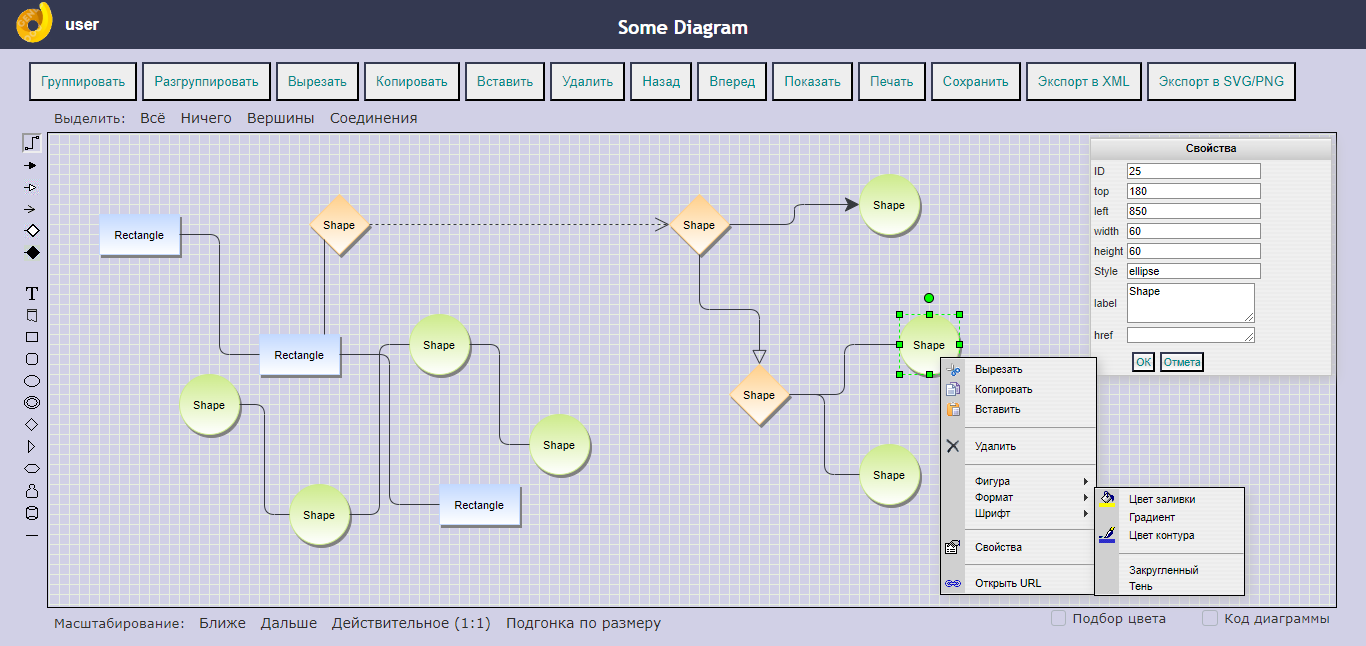 user
Some Diagram
Группировать Разгруппировать Вырезать Копировать Вставить Удалить Назад Вперед Показать Печать Сохранить Экспорт в XML Экспорт в SVG/PNG
Выделить: Всё Ничего Вершины Соединения
Свойства
ID 25
top 180
left 850
width 60
height 60
Style ellipse
label Shape
href
OK Отмета
Shape
Rectangle
Shape
Shape
Rectangle
Shape
Shape
Shape
Shape
Shape
Shape
Rectangle
Shape
Shape
Вырезать
Копировать
Вставить
Удалить
Фигура
Формат
Шрифт
Свойства
Открыть URL
Цвет заливки
Градиент
Цвет контура
Закругленный
Тень
T
Масштабирование: Ближе Дальше Действительное (1:1) Подгонка по размеру
Подбор цвета Код диаграммы